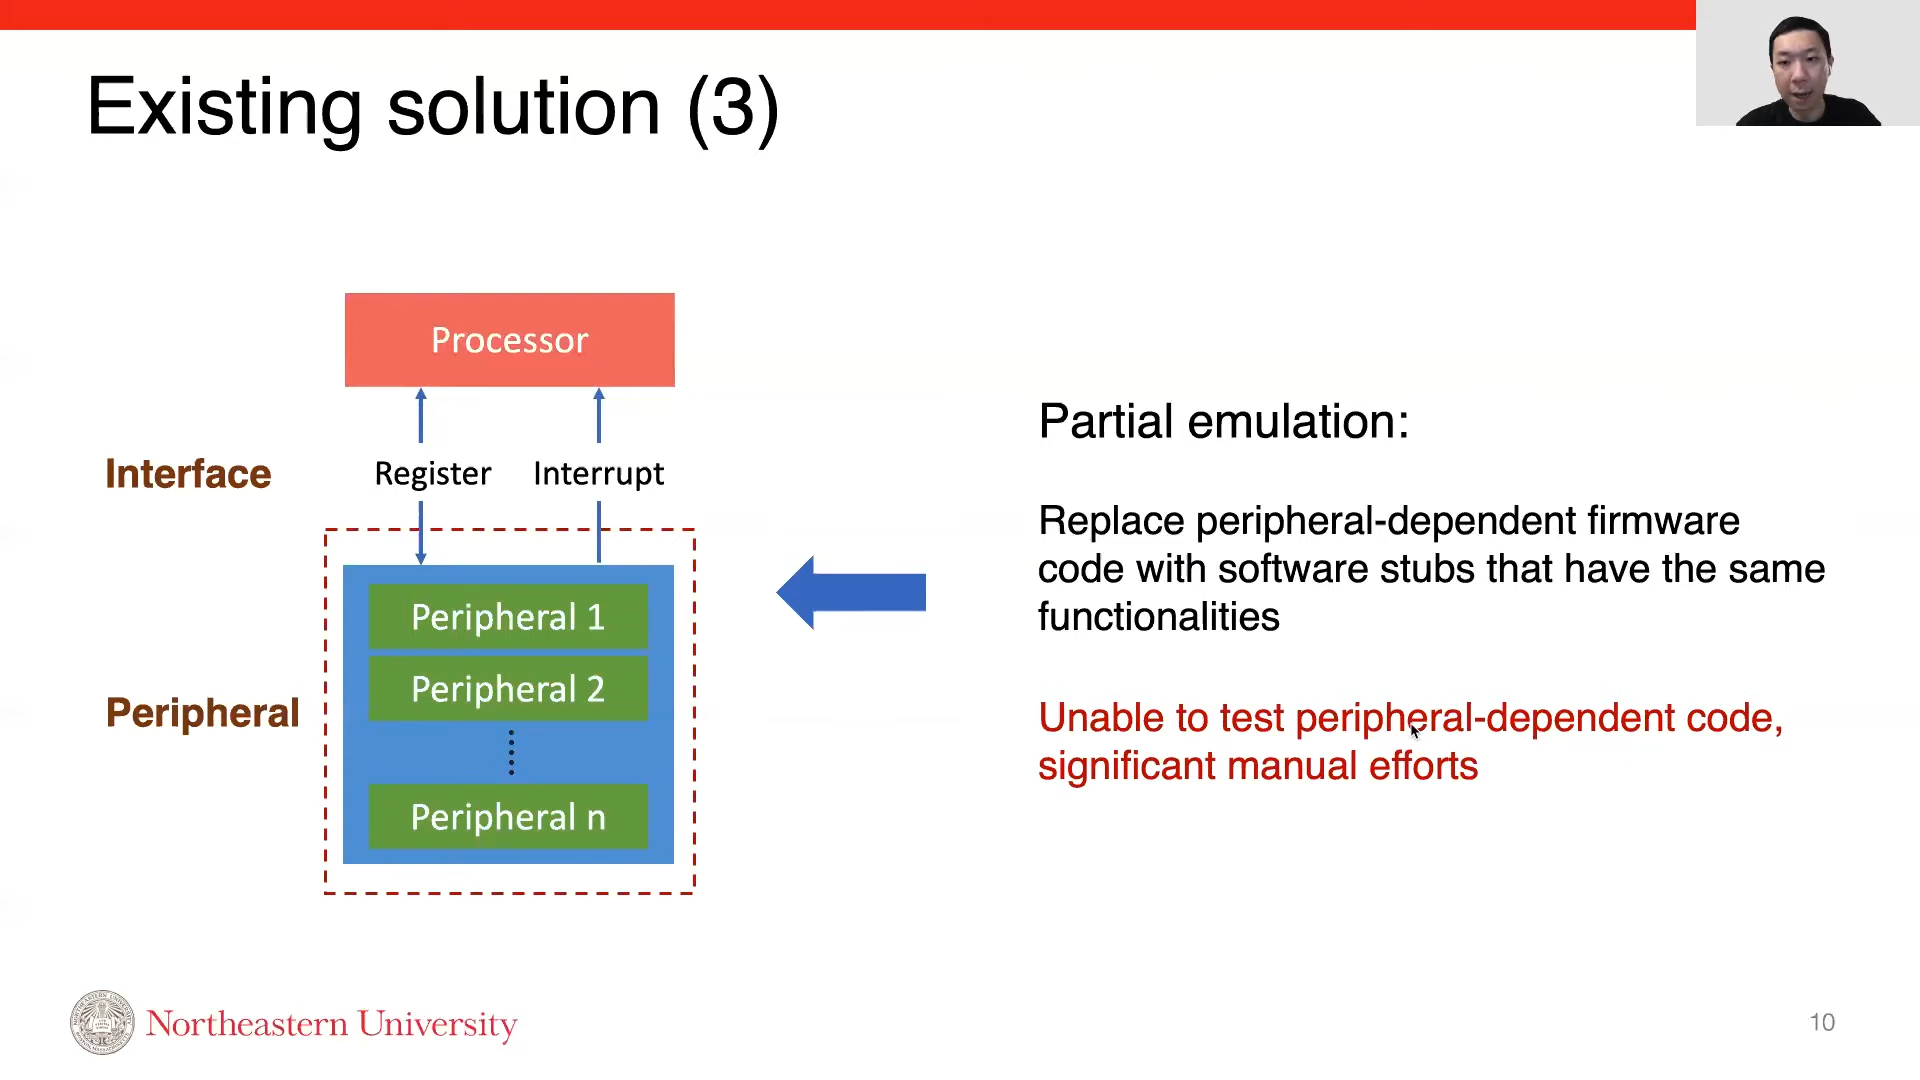 Existing solution (3)
Processor
Interface
Register Interrupt
Peripheral 1
Peripheral 2
Peripheral
Peripheral n
Partial emulation:
Replace peripheral-dependent firmware
code with software stubs that have the same
functionalities
Unable to test peripheral-dependent code,
significant manual efforts
Northeastern University
10